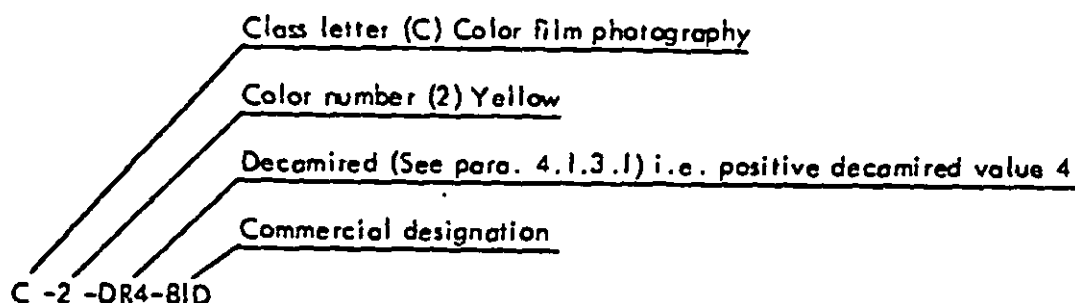 Class letter (C) Color film photography
Color number (2) Yellow
Decamired (See para. 4.1.3.1) i.e. positive decamired value 4
Commercial designation
C -2 -DR4-81D